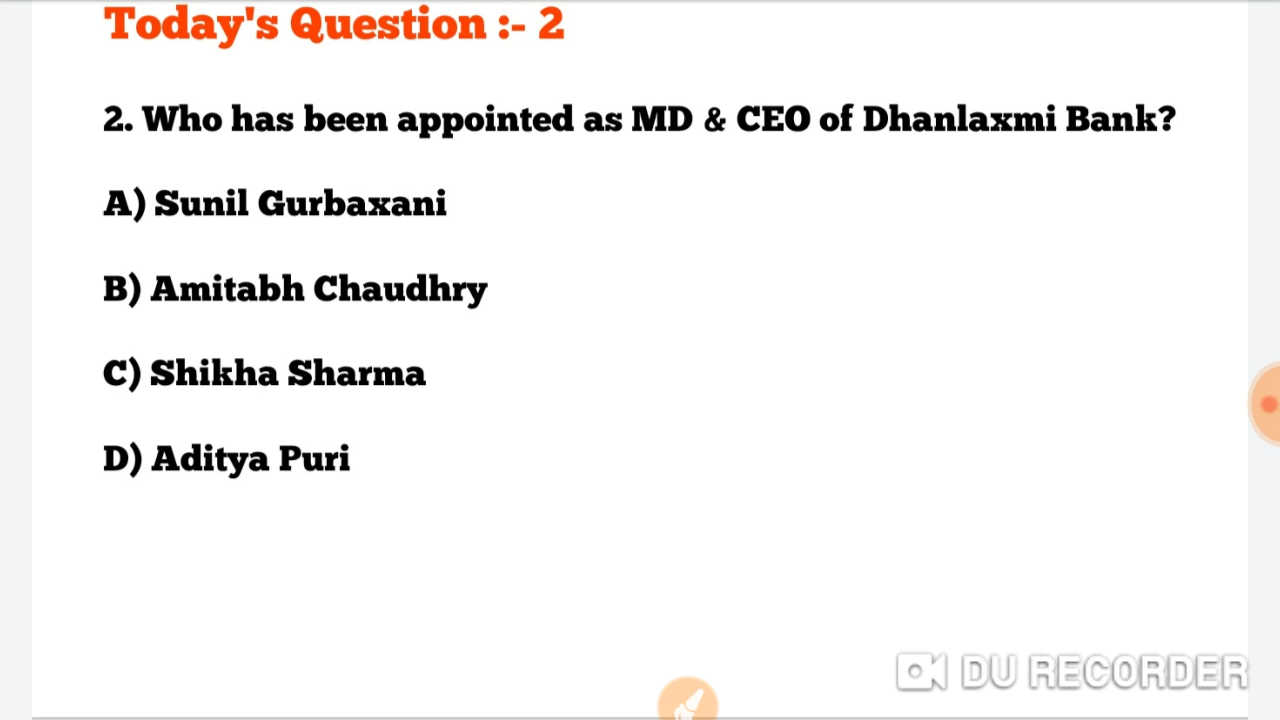 Today's Question :- 2
2. Who has been appointed as MD & CEO of Dhanlaxmi Bank?
A) Sunil Gurbaxani
B) Amitabh Chaudhry
C) Shikha Sharma
D) Aditya Puri
DU RECORDER